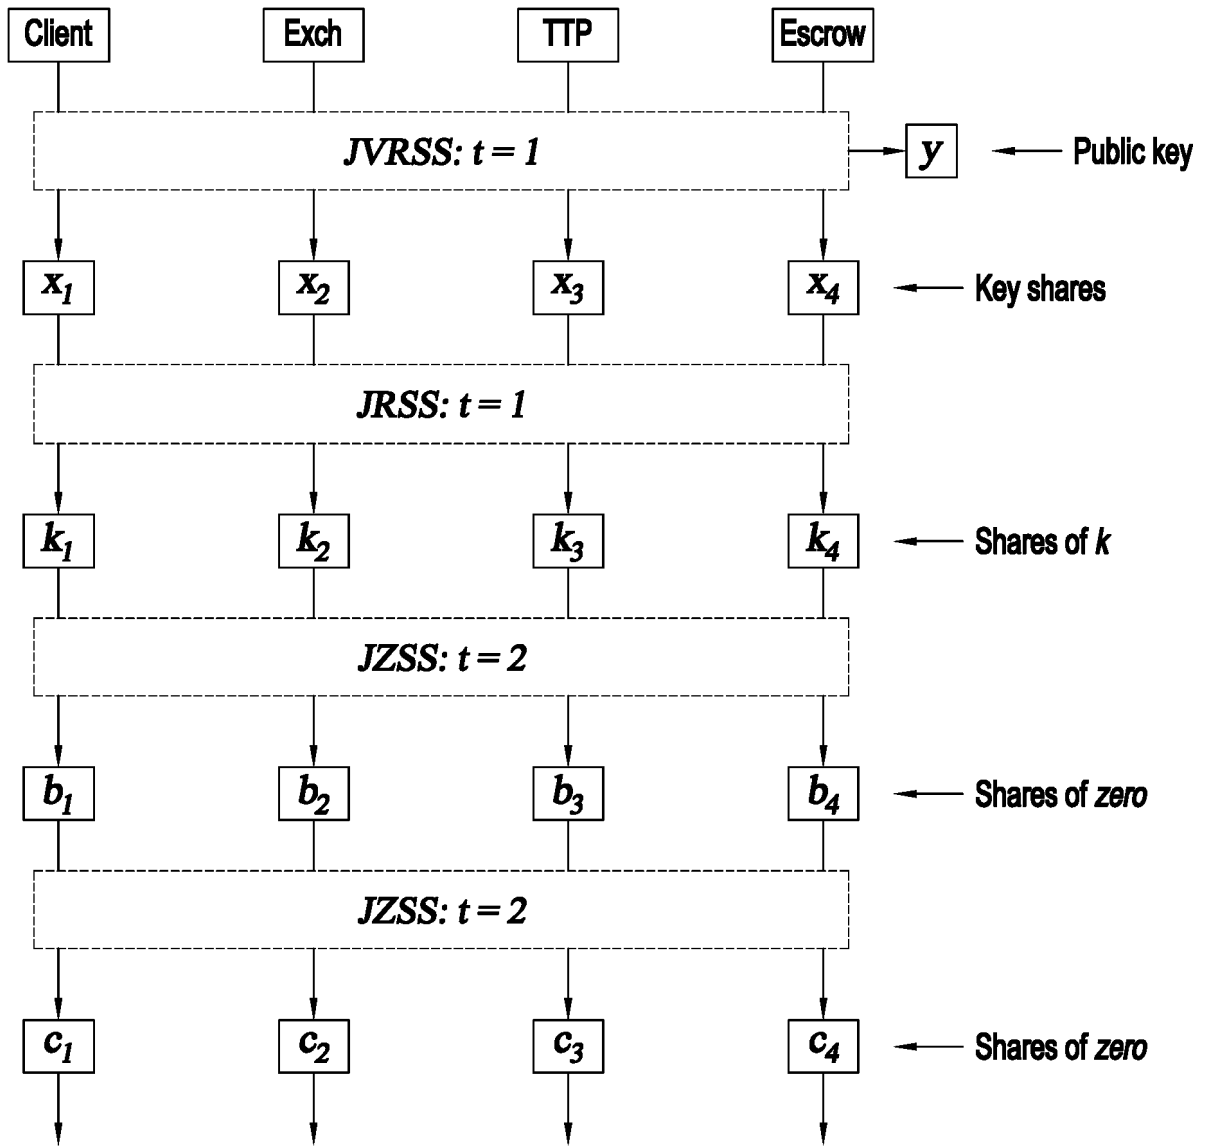 Client Exch TTP Escrow
JVRSS: t = 1 y Public key
x1 x2 x3 x4 Key shares
JRSS: t = 1
k1 k2 k3 k4 Shares of k
JZSS: t = 2
b1 b2 b3 b4 Shares of zero
JZSS: t = 2
c1 c2 c3 c4 Shares of zero